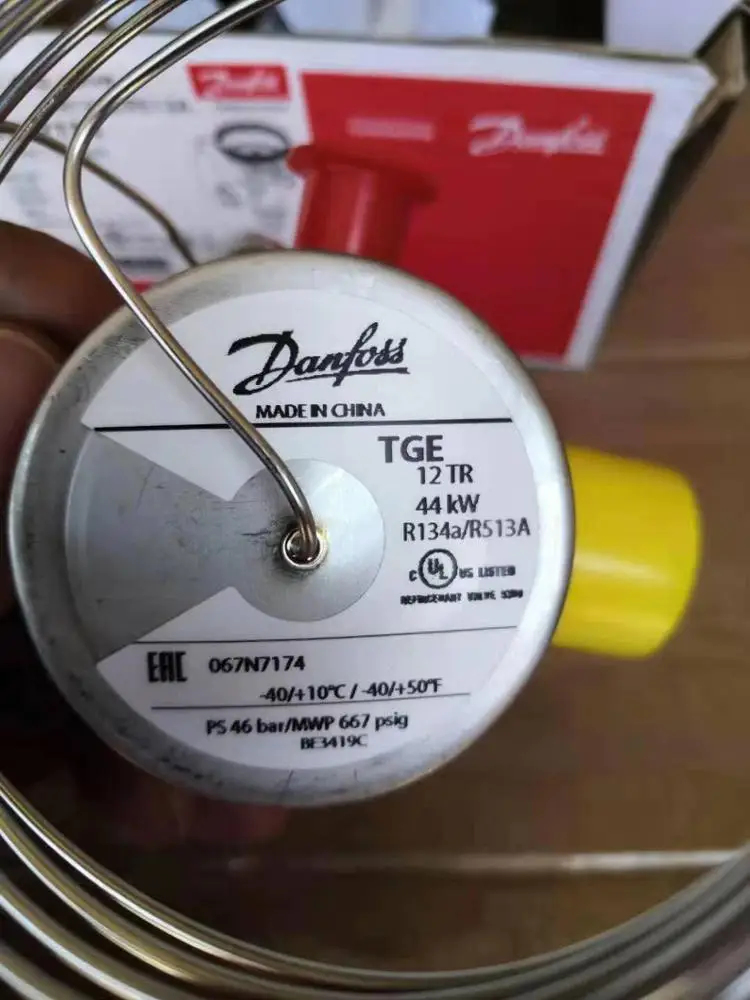 Danfoss
Danfoss
Danfoss
MADE IN CHINA
TGE
12 TR
44 kW
R134a/R513A
c UL US LISTED
REFRIGERANT VALVE
EAC 067N7174
-40/+10°C / -40/+50°F
PS 46 bar/MWP 667 psig
BE3419C